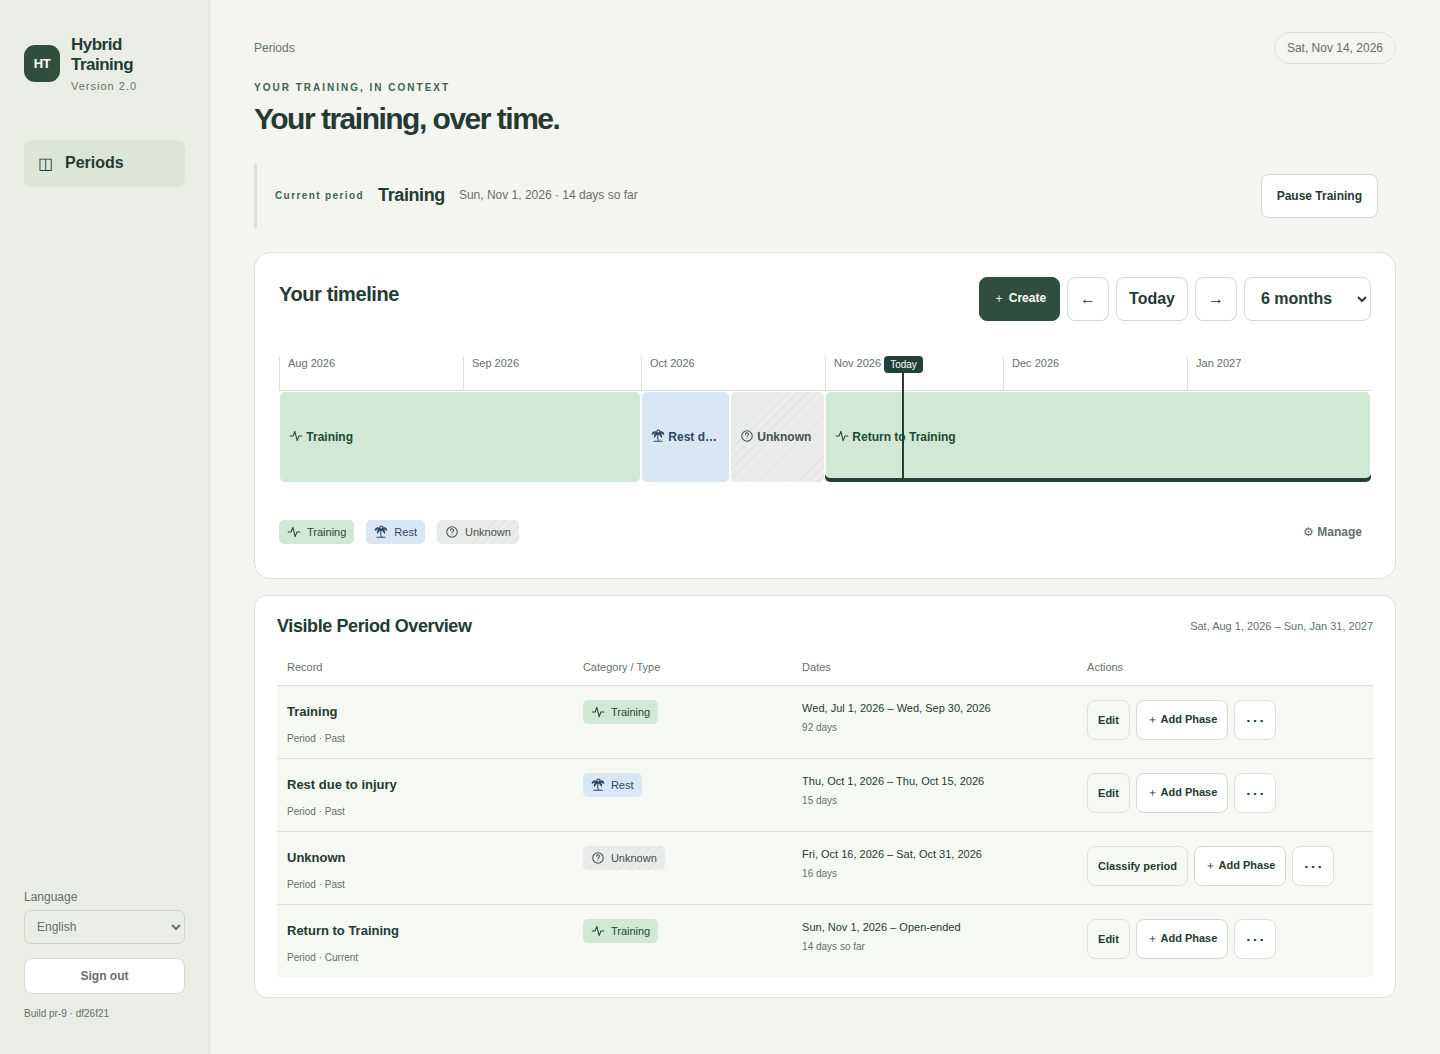 HT
Hybrid
Training
Version 2.0
Periods
Language
English
Sign out
Build pr-9 · df26f21
Periods
Sat, Nov 14, 2026
YOUR TRAINING, IN CONTEXT
Your training, over time.
Current period Training Sun, Nov 1, 2026 · 14 days so far
Pause Training
Your timeline
+ Create
←
Today
→
6 months
Aug 2026
Sep 2026
Oct 2026
Nov 2026
Today
Dec 2026
Jan 2027
Training
Rest d…
Unknown
Return to Training
Training
Rest
Unknown
Manage
Visible Period Overview
Sat, Aug 1, 2026 – Sun, Jan 31, 2027
Record Category / Type Dates Actions
Training
Period · Past
Training
Wed, Jul 1, 2026 – Wed, Sep 30, 2026
92 days
Edit
+ Add Phase
...
Rest due to injury
Period · Past
Rest
Thu, Oct 1, 2026 – Thu, Oct 15, 2026
15 days
Edit
+ Add Phase
...
Unknown
Period · Past
Unknown
Fri, Oct 16, 2026 – Sat, Oct 31, 2026
16 days
Classify period
+ Add Phase
...
Return to Training
Period · Current
Training
Sun, Nov 1, 2026 – Open-ended
14 days so far
Edit
+ Add Phase
...